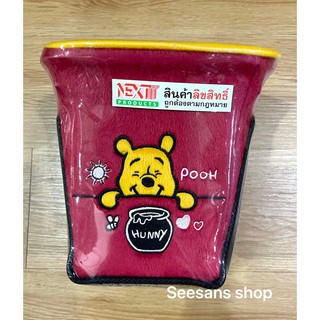 NEXTIT
PRODUCTS
สินค้าลิขสิทธิ์
ถูกต้องตามกฎหมาย
POOH
HUNNY
Seesans shop